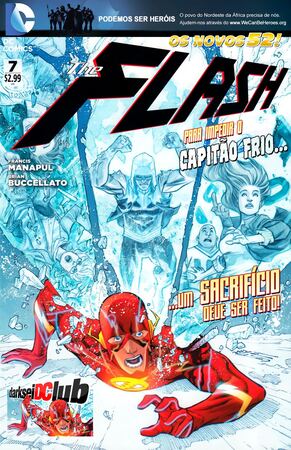 DC
COMICS
PODEMOS SER HERÓIS
O povo do Nordeste da África precisa de nós.
Ajudem-nos através do www.WeCanBeHeroes.org
OS NOVOS 52!
7
$2.99
The
FLASH
FRANCIS
MANAPUL
BRIAN
BUCCELLATO
PARA IMPEDIR O
CAPITÃO FRIO...
...UM SACRIFÍCIO
DEVE SER FEITO!
darkseiDClub